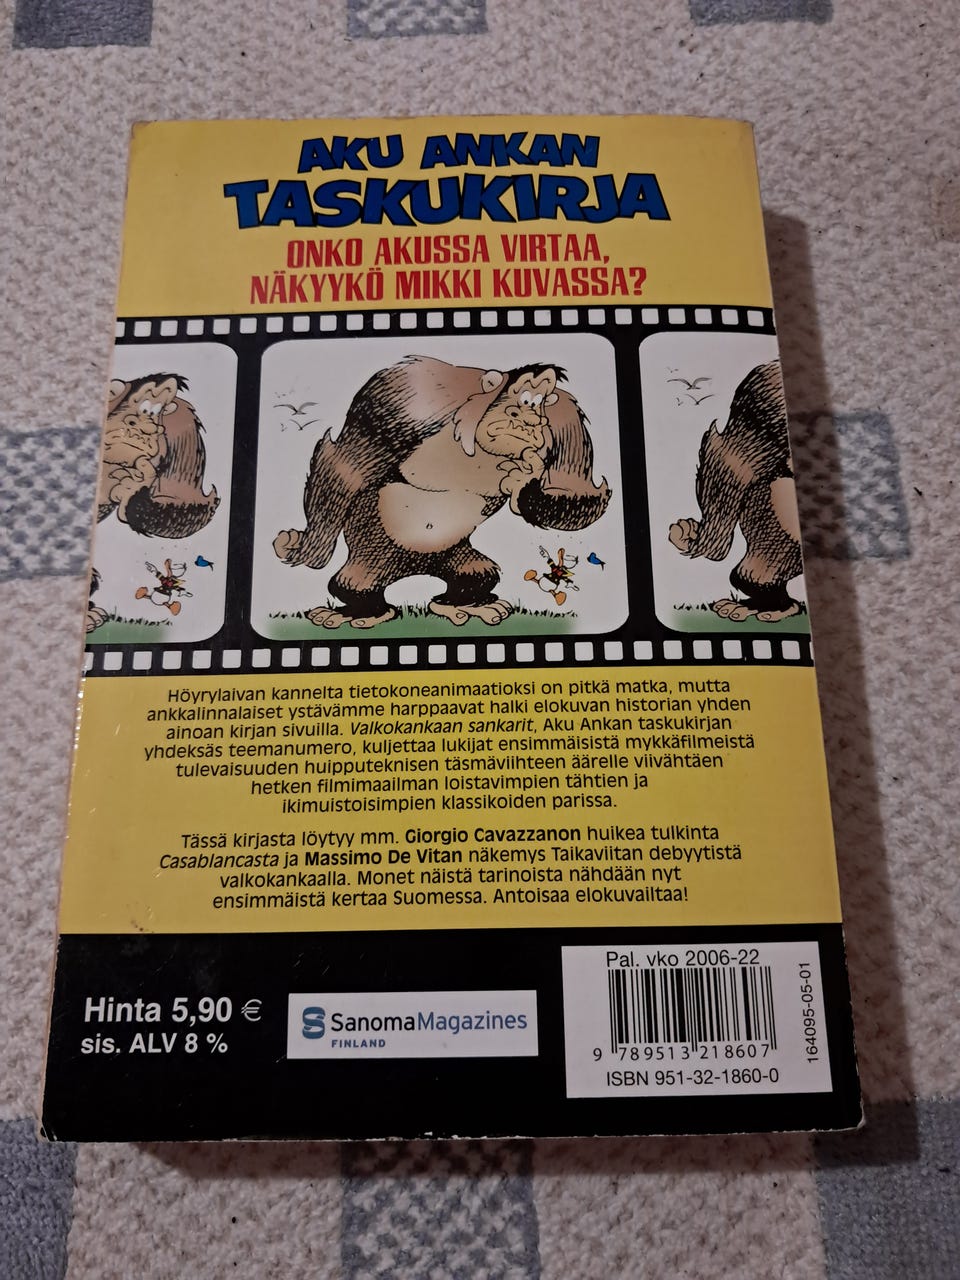 AKU ANKAN
TASKUKIRJA
ONKO AKUSSA VIRTAA,
NÄKYYKÖ MIKKI KUVASSA?
Höyrylaivan kannelta tietokoneanimaatioksi on pitkä matka, mutta
ankkalinnalaiset ystävämme harppaavat halki elokuvan historian yhden
ainoan kirjan sivuilla. Valkokankaan sankarit, Aku Ankan taskukirjan
yhdeksäs teemanumero, kuljettaa lukijat ensimmäisistä mykkäfilmeistä
tulevaisuuden huipputeknisen täsmäviihteen äärelle viivähtäen
hetken filmimaailman loistavimpien tähtien ja
ikimuistoisimpien klassikoiden parissa.
Tässä kirjasta löytyy mm. Giorgio Cavazzanon huikea tulkinta
Casablancasta ja Massimo De Vitan näkemys Taikaviitan debyytistä
valkokankaalla. Monet näistä tarinoista nähdään nyt
ensimmäistä kertaa Suomessa. Antoisaa elokuvailtaa!
Hinta 5,90 €
sis. ALV 8 %
SanomaMagazines
FINLAND
Pal. vko 2006-22
9 789513 218607
ISBN 951-32-1860-0
164095-05-01